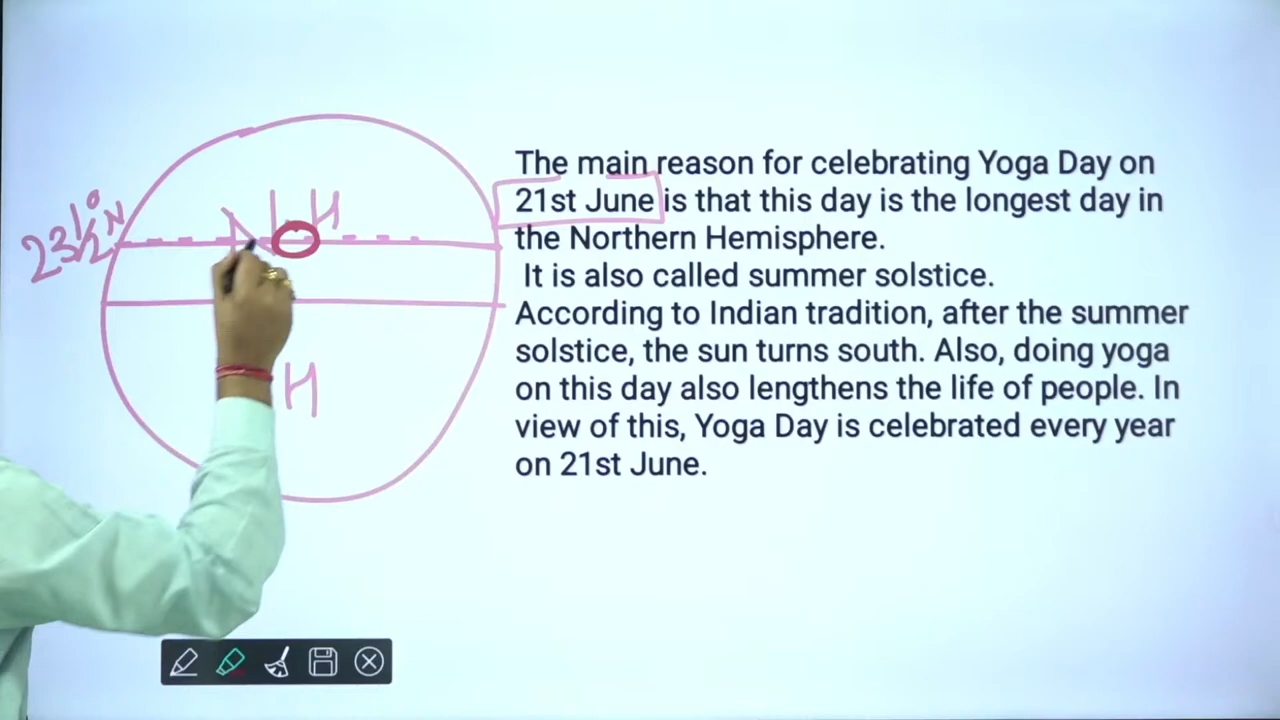 The main reason for celebrating Yoga Day on
21st June is that this day is the longest day in
the Northern Hemisphere.
It is also called summer solstice.
According to Indian tradition, after the summer
solstice, the sun turns south. Also, doing yoga
on this day also lengthens the life of people. In
view of this, Yoga Day is celebrated every year
on 21st June.
23 1/2° N
N H
H